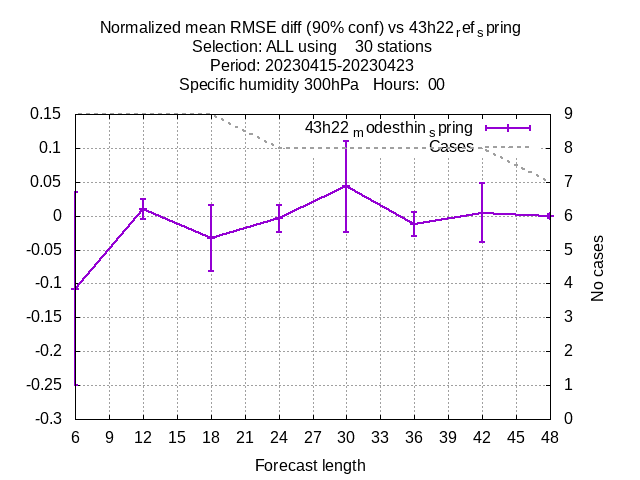 Normalized mean RMSE diff (90% conf) vs 43h22ref spring
Selection: ALL using 30 stations
Period: 20230415-20230423
Specific humidity 300hPa Hours: 00
43h22modesthinspring
Cases
0.15
0.1
0.05
0
-0.05
-0.1
-0.15
-0.2
-0.25
-0.3
9
8
7
6
5
4
3
2
1
0
No cases
6 9 12 15 18 21 24 27 30 33 36 39 42 45 48
Forecast length